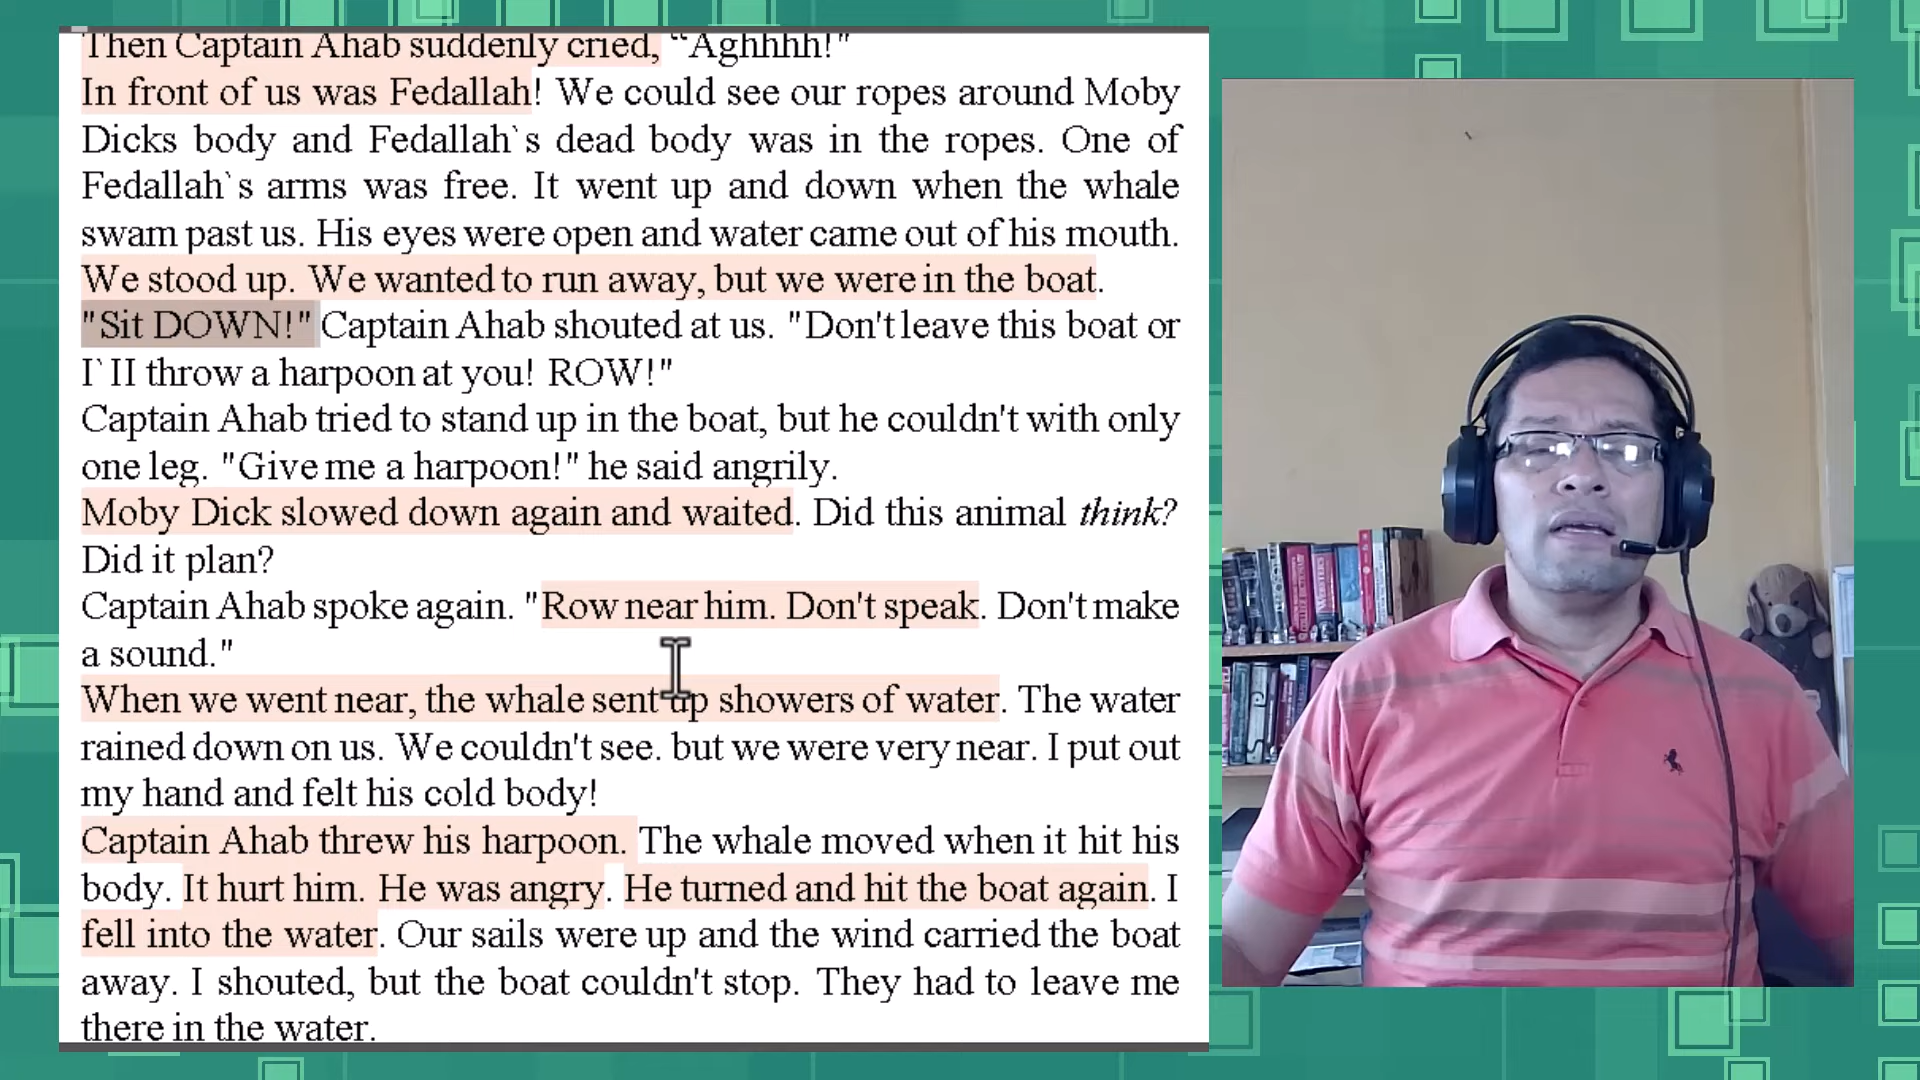 Then Captain Ahab suddenly cried, “Aghhhh!"
In front of us was Fedallah! We could see our ropes around Moby
Dicks body and Fedallah`s dead body was in the ropes. One of
Fedallah`s arms was free. It went up and down when the whale
swam past us. His eyes were open and water came out of his mouth.
We stood up. We wanted to run away, but we were in the boat.
"Sit DOWN!" Captain Ahab shouted at us. "Don't leave this boat or
I`II throw a harpoon at you! ROW!"
Captain Ahab tried to stand up in the boat, but he couldn't with only
one leg. "Give me a harpoon!" he said angrily.
Moby Dick slowed down again and waited. Did this animal think?
Did it plan?
Captain Ahab spoke again. "Row near him. Don't speak. Don't make
a sound."
When we went near, the whale sent up showers of water. The water
rained down on us. We couldn't see. but we were very near. I put out
my hand and felt his cold body!
Captain Ahab threw his harpoon. The whale moved when it hit his
body. It hurt him. He was angry. He turned and hit the boat again. I
fell into the water. Our sails were up and the wind carried the boat
away. I shouted, but the boat couldn't stop. They had to leave me
there in the water.